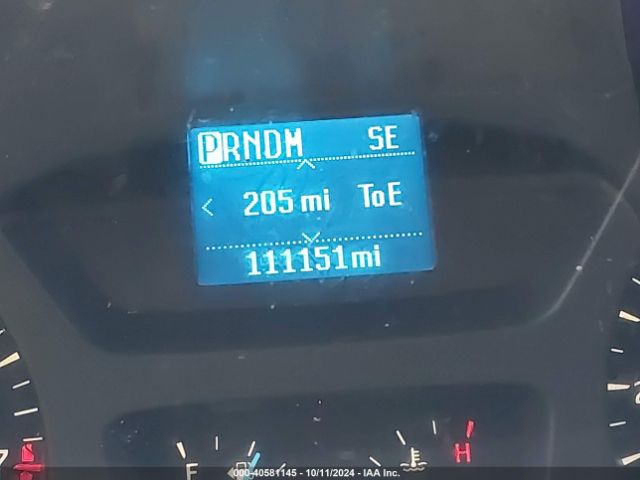 PRNDM SE
< 205 mi ToE
111151mi
F H
000-40581145 - 10/11/2024 - IAA Inc.